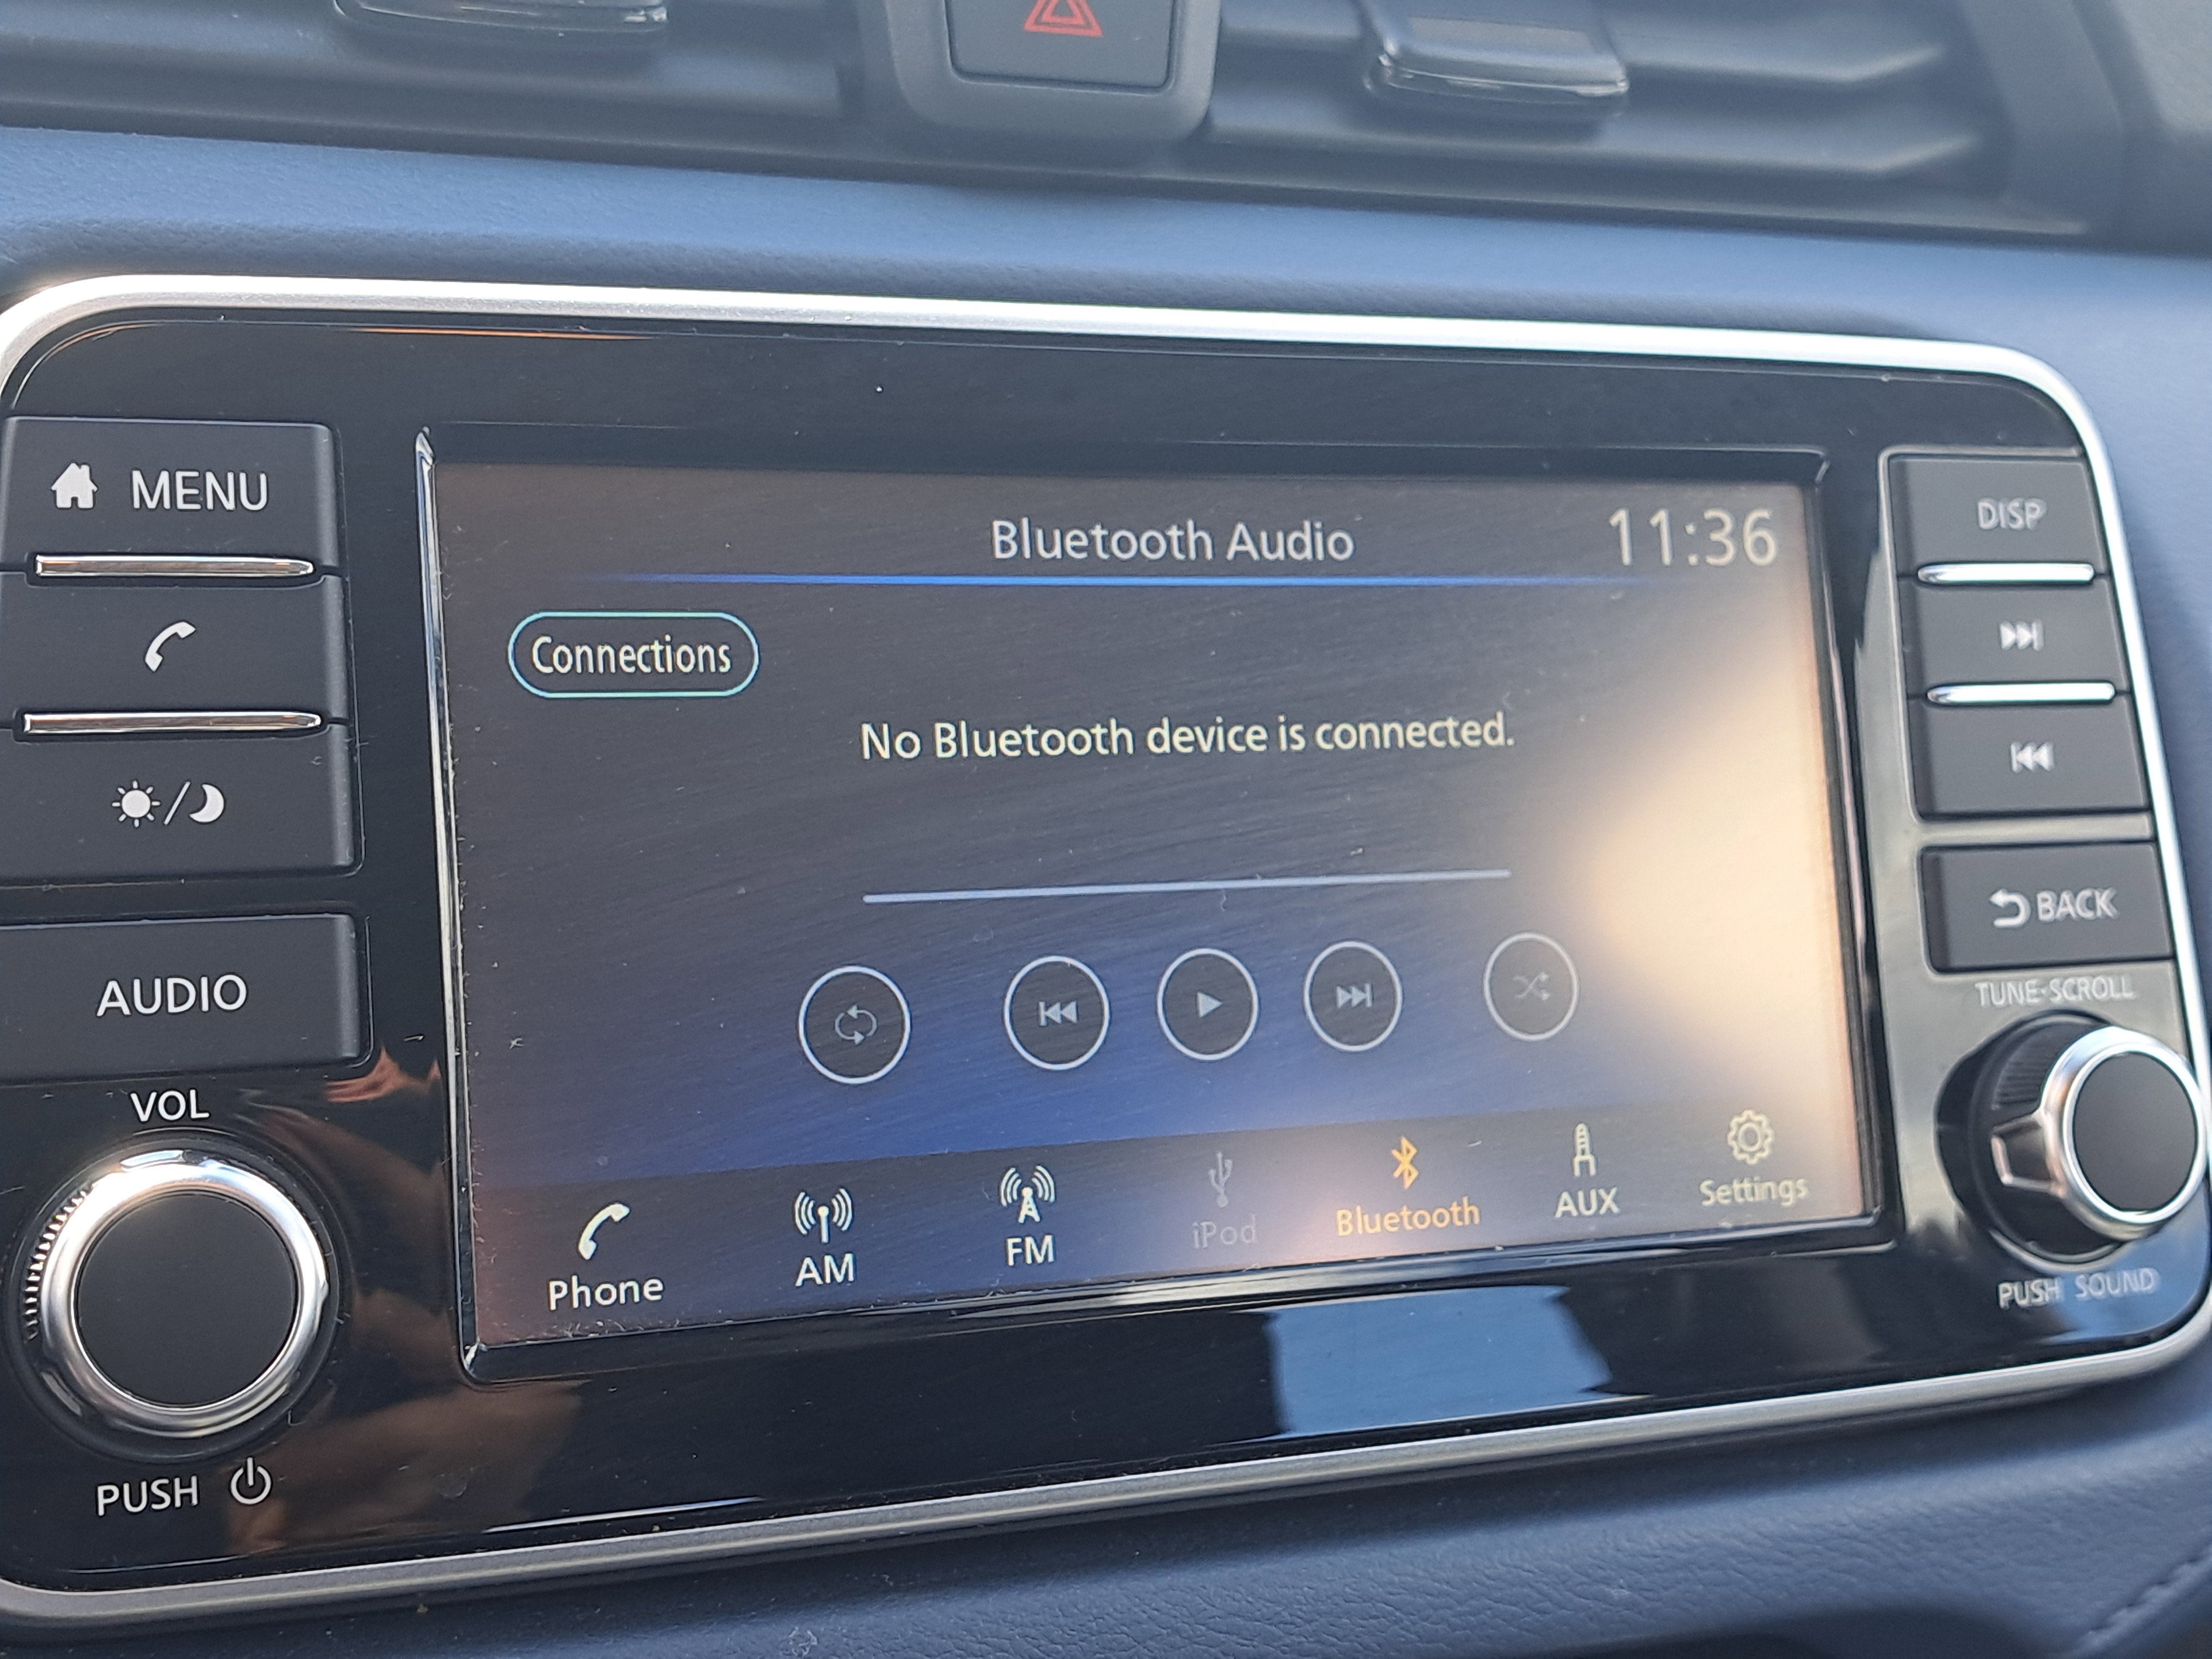 MENU
AUDIO
VOL
PUSH
Bluetooth Audio
11:36
Connections
No Bluetooth device is connected.
Phone
AM
FM
iPod
Bluetooth
AUX
Settings
DISP
BACK
TUNE·SCROLL
PUSH SOUND